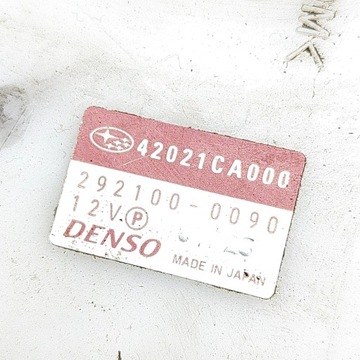 42021CA000
292100-0090
12V P
DENSO
MADE IN JAPAN